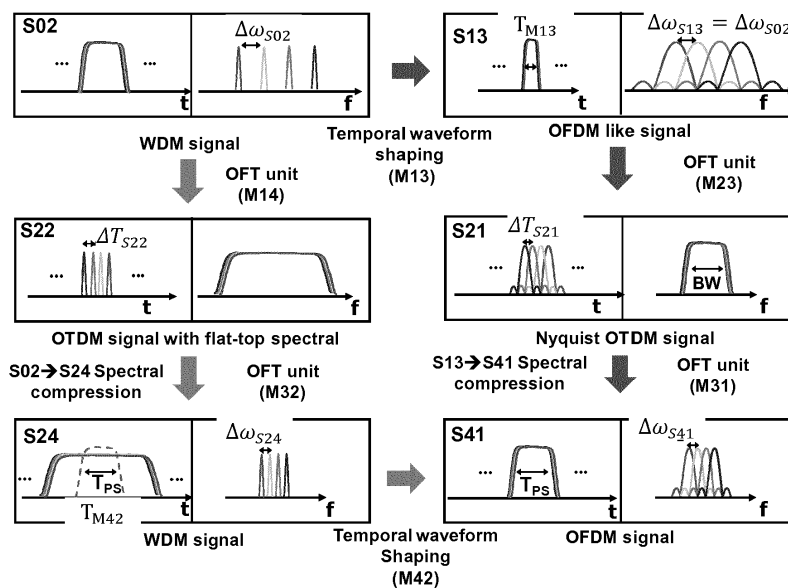 S02
Δω_S02
...
...
t
f
WDM signal
Temporal waveform
shaping
(M13)
S13
T_M13
Δω_S13 = Δω_S02
...
...
t
f
OFDM like signal
OFT unit
(M14)
OFT unit
(M23)
S22
ΔT_S22
...
...
t
f
OTDM signal with flat-top spectral
S21
ΔT_S21
...
...
BW
t
f
Nyquist OTDM signal
S02→S24 Spectral
compression
OFT unit
(M32)
S13→S41 Spectral
compression
OFT unit
(M31)
S24
Δω_S24
...
...
T_PS
T_M42
t
f
WDM signal
Temporal waveform
Shaping
(M42)
S41
Δω_S41
...
...
T_PS
t
f
OFDM signal